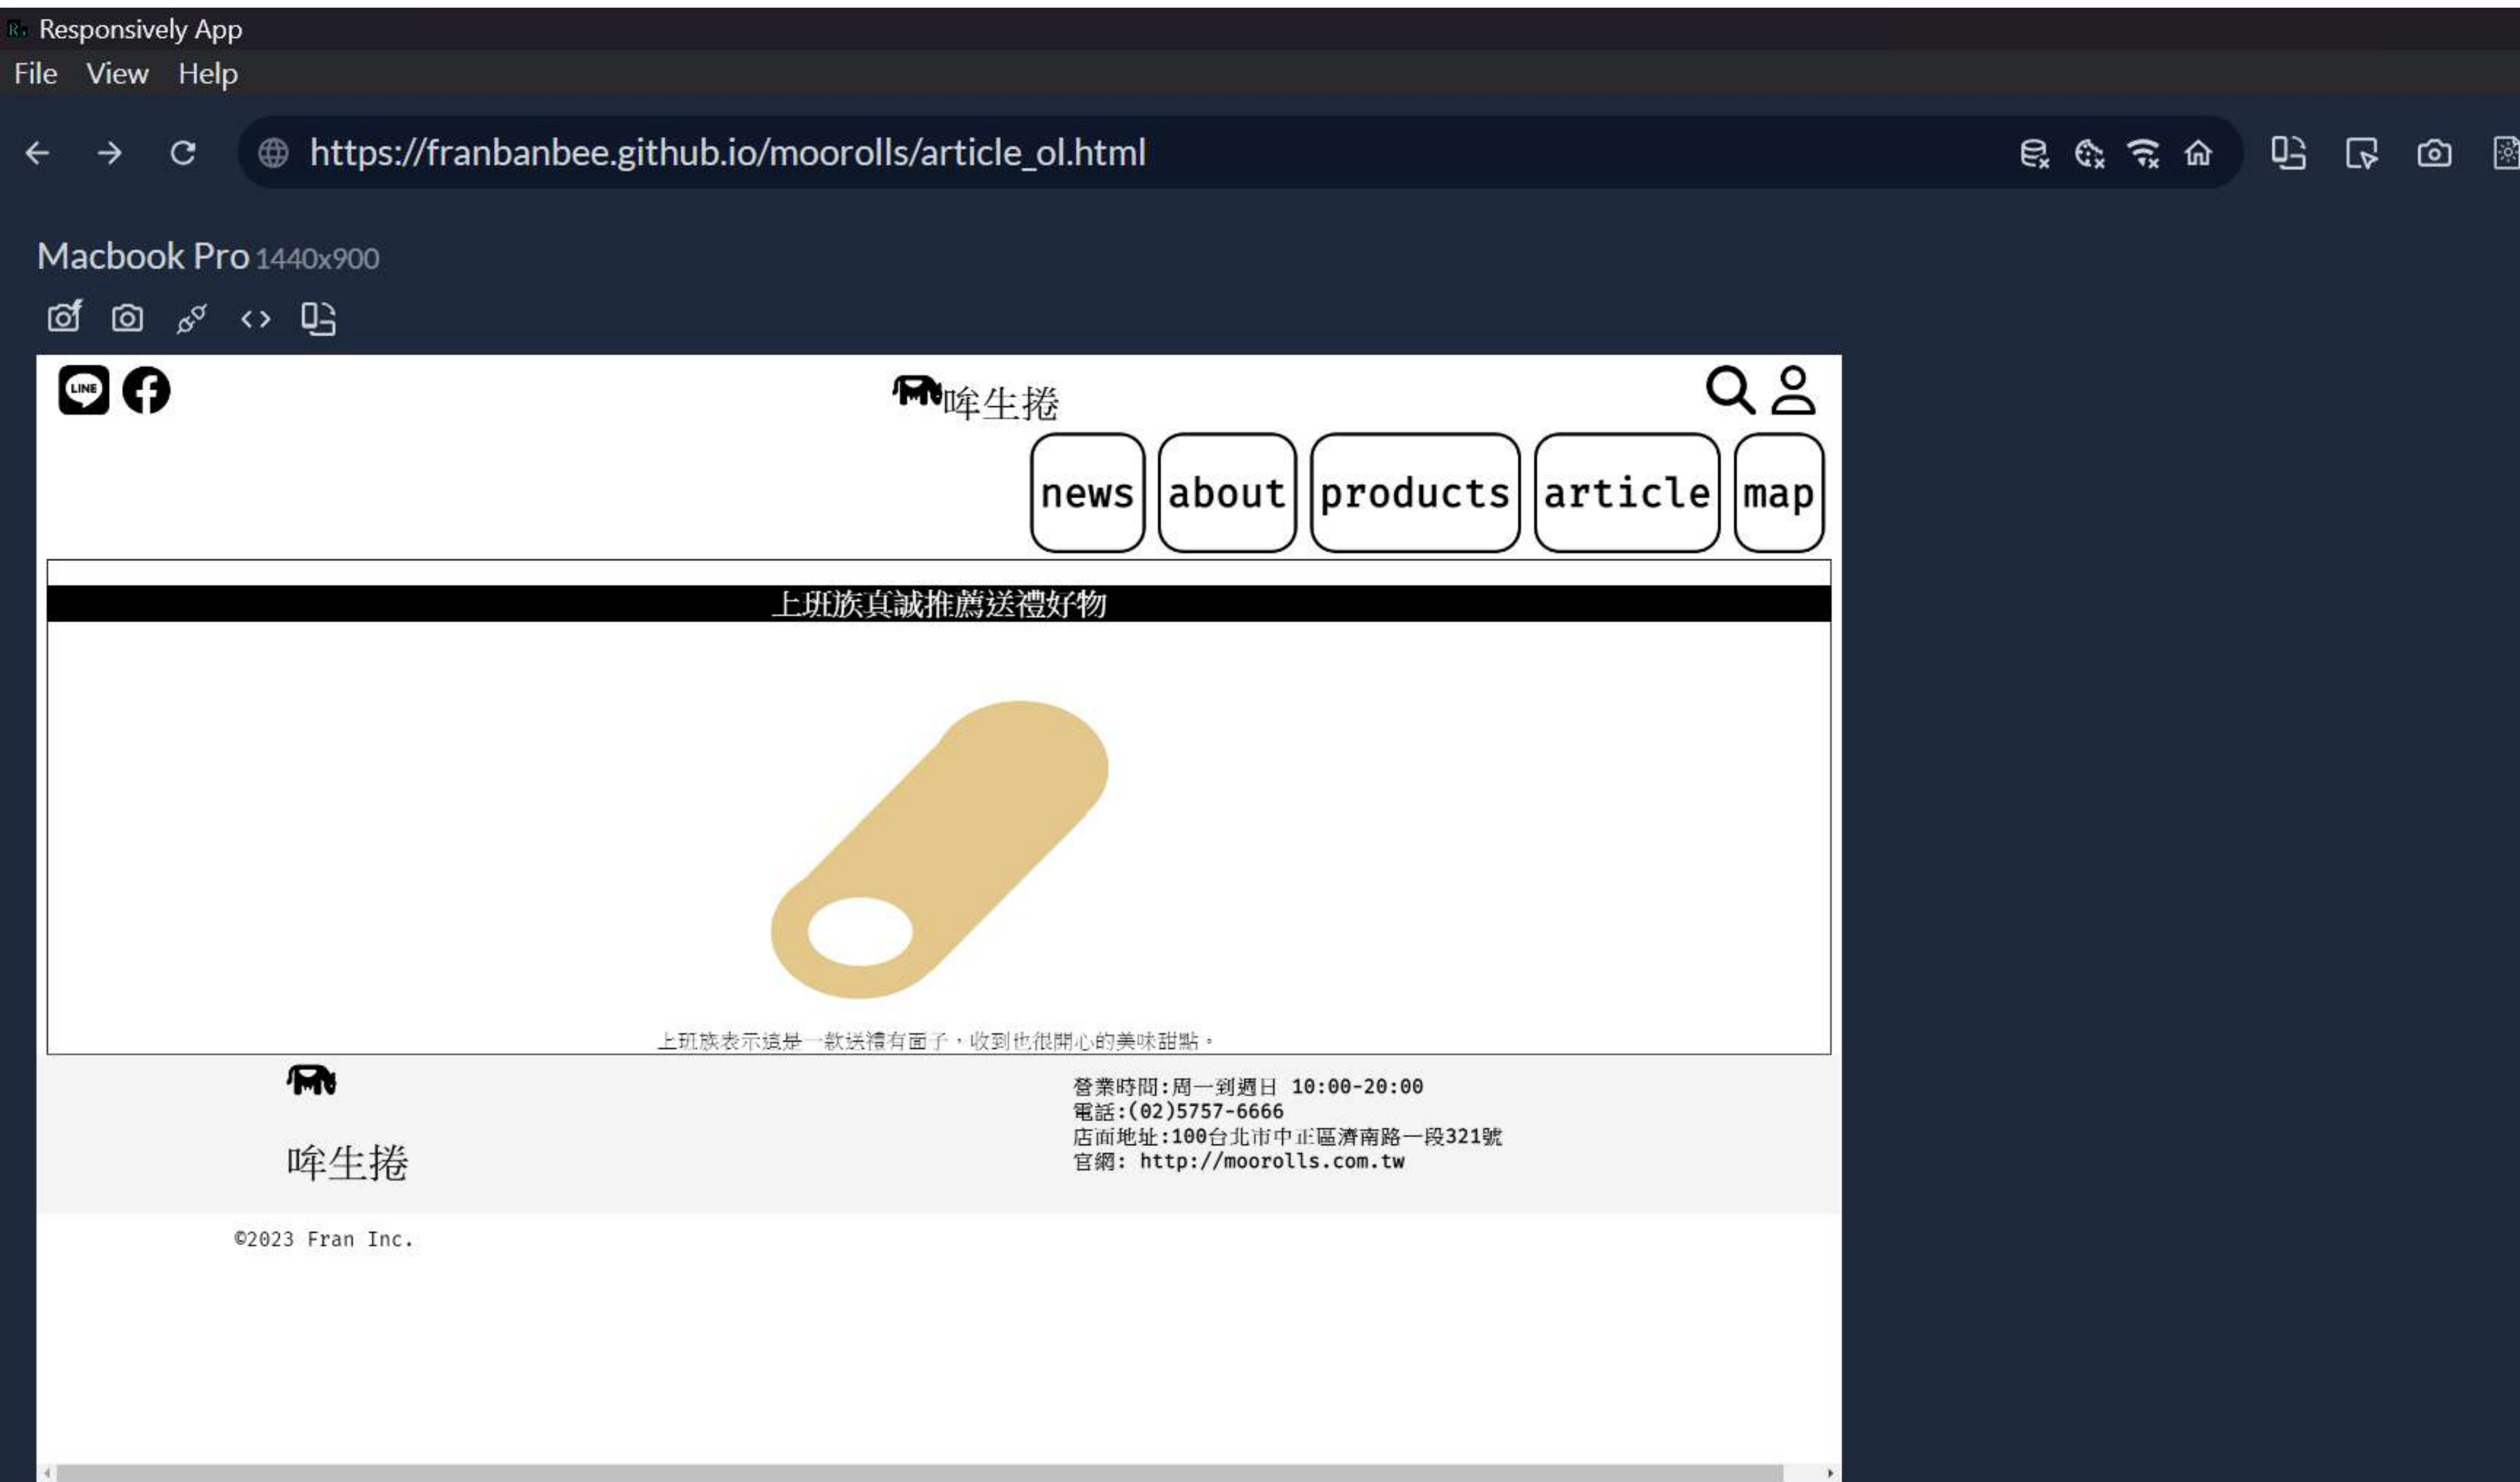 Responsively App
File View Help
https://franbanbee.github.io/moorolls/article_ol.html
Macbook Pro 1440x900
LINE
哞生捲
news about products article map
上班族真誠推薦送禮好物
上班族表示這是一款送禮有面子，收到也很開心的美味甜點。
哞生捲
營業時間:周一到週日 10:00-20:00
電話:(02)5757-6666
店面地址:100台北市中正區濟南路一段321號
官網: http://moorolls.com.tw
©2023 Fran Inc.